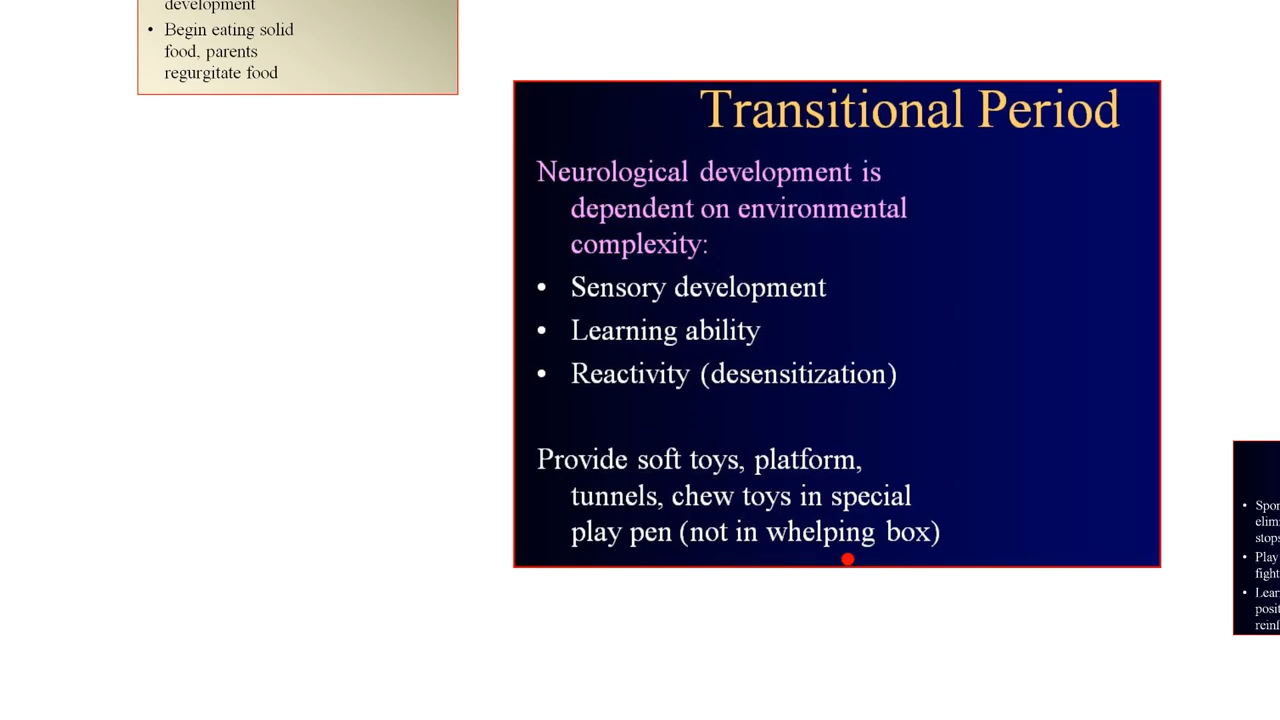 development
• Begin eating solid
food, parents
regurgitate food
Transitional Period
Neurological development is
dependent on environmental
complexity:
• Sensory development
• Learning ability
• Reactivity (desensitization)
Provide soft toys, platform,
tunnels, chew toys in special
play pen (not in whelping box)
•
•
• Play
fight
•